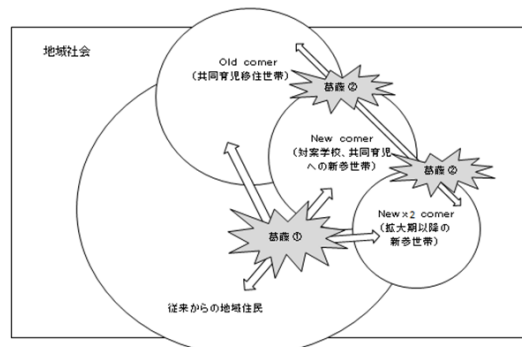 地域社会
Old comer
(共同育児移住世帯)
葛藤②
New comer
(対案学校、共同育児
への新参世帯)
葛藤②
New×2 comer
(拡大期以降の
新参世帯)
葛藤①
従来からの地域住民